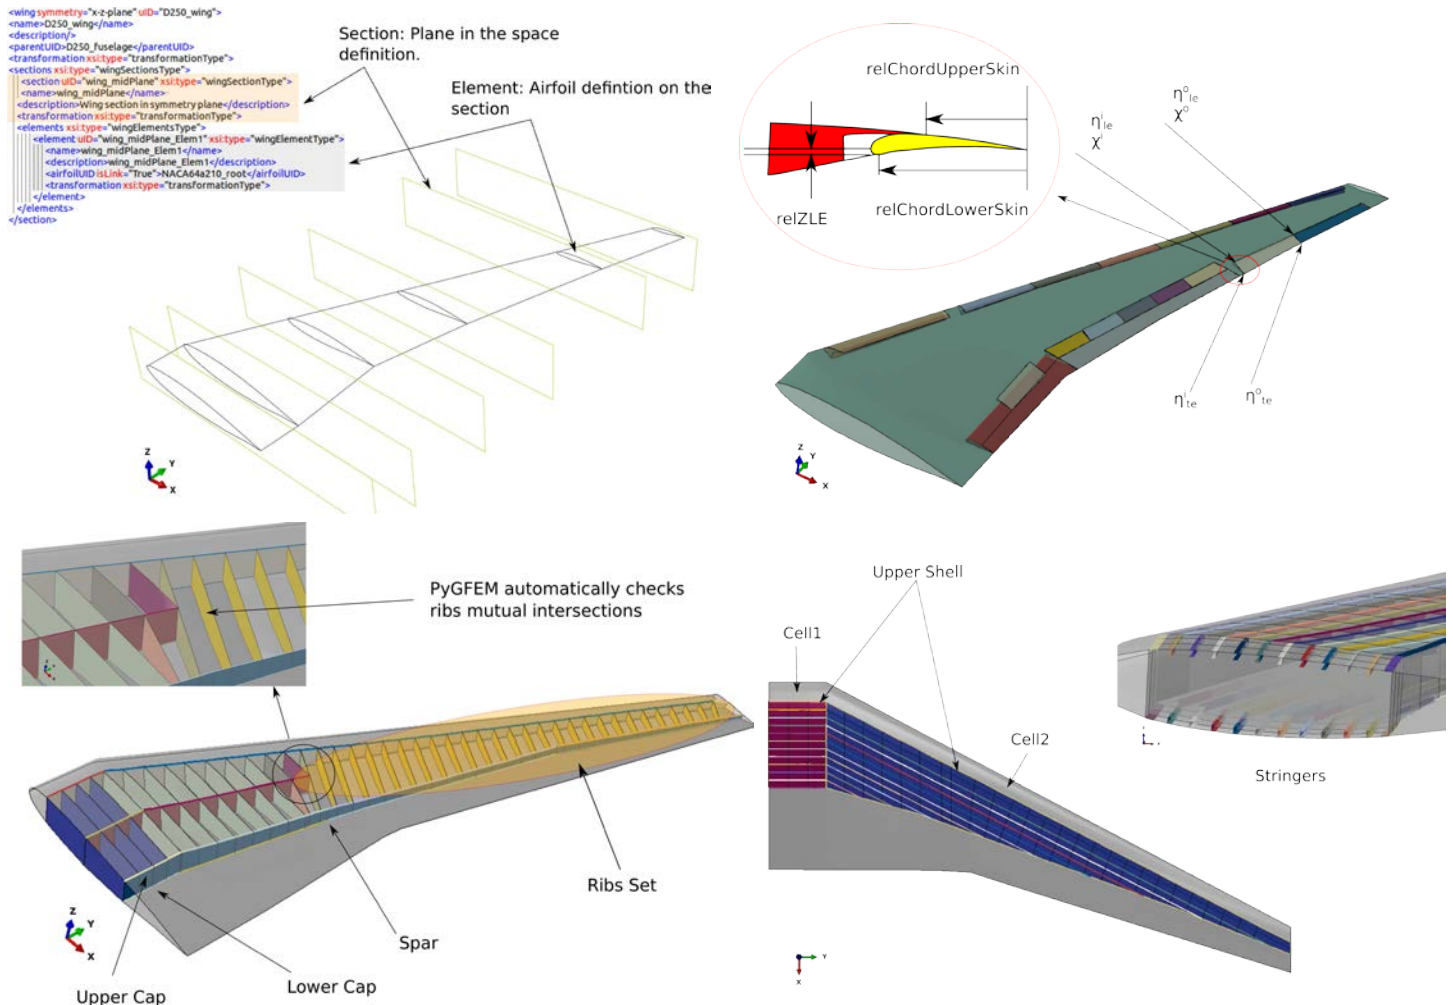 <wing symmetry="x-z-plane" uID="D250_wing">
<name>D250_wing</name>
<description/>
<parentUID>D250_fuselage</parentUID>
<transformation xsi:type="transformationType">
<sections xsi:type="wingSectionsType">
<section uID="wing_midPlane" xsi:type="wingSectionType">
<name>wing_midPlane</name>
<description>Wing section in symmetry plane</description>
<transformation xsi:type="transformationType">
<elements xsi:type="wingElementsType">
<element uID="wing_midPlane_Elem1" xsi:type="wingElementType">
<name>wing_midPlane_Elem1</name>
<description>wing_midPlane_Elem1</description>
<airfoilUID isLink="True">NACA64a210_root</airfoilUID>
<transformation xsi:type="transformationType">
</element>
</elements>
</section>
Section: Plane in the space
definition.
Element: Airfoil defintion on the
section
Z
Y
X
relChordUpperSkin
relZLE
relChordLowerSkin
η^i_le
χ^i
η^o_le
χ^o
η^i_te
η^o_te
Z
Y
X
PyGFEM automatically checks
ribs mutual intersections
Ribs Set
Spar
Lower Cap
Upper Cap
Z
Y
X
Upper Shell
Cell1
Cell2
Stringers
Y
X